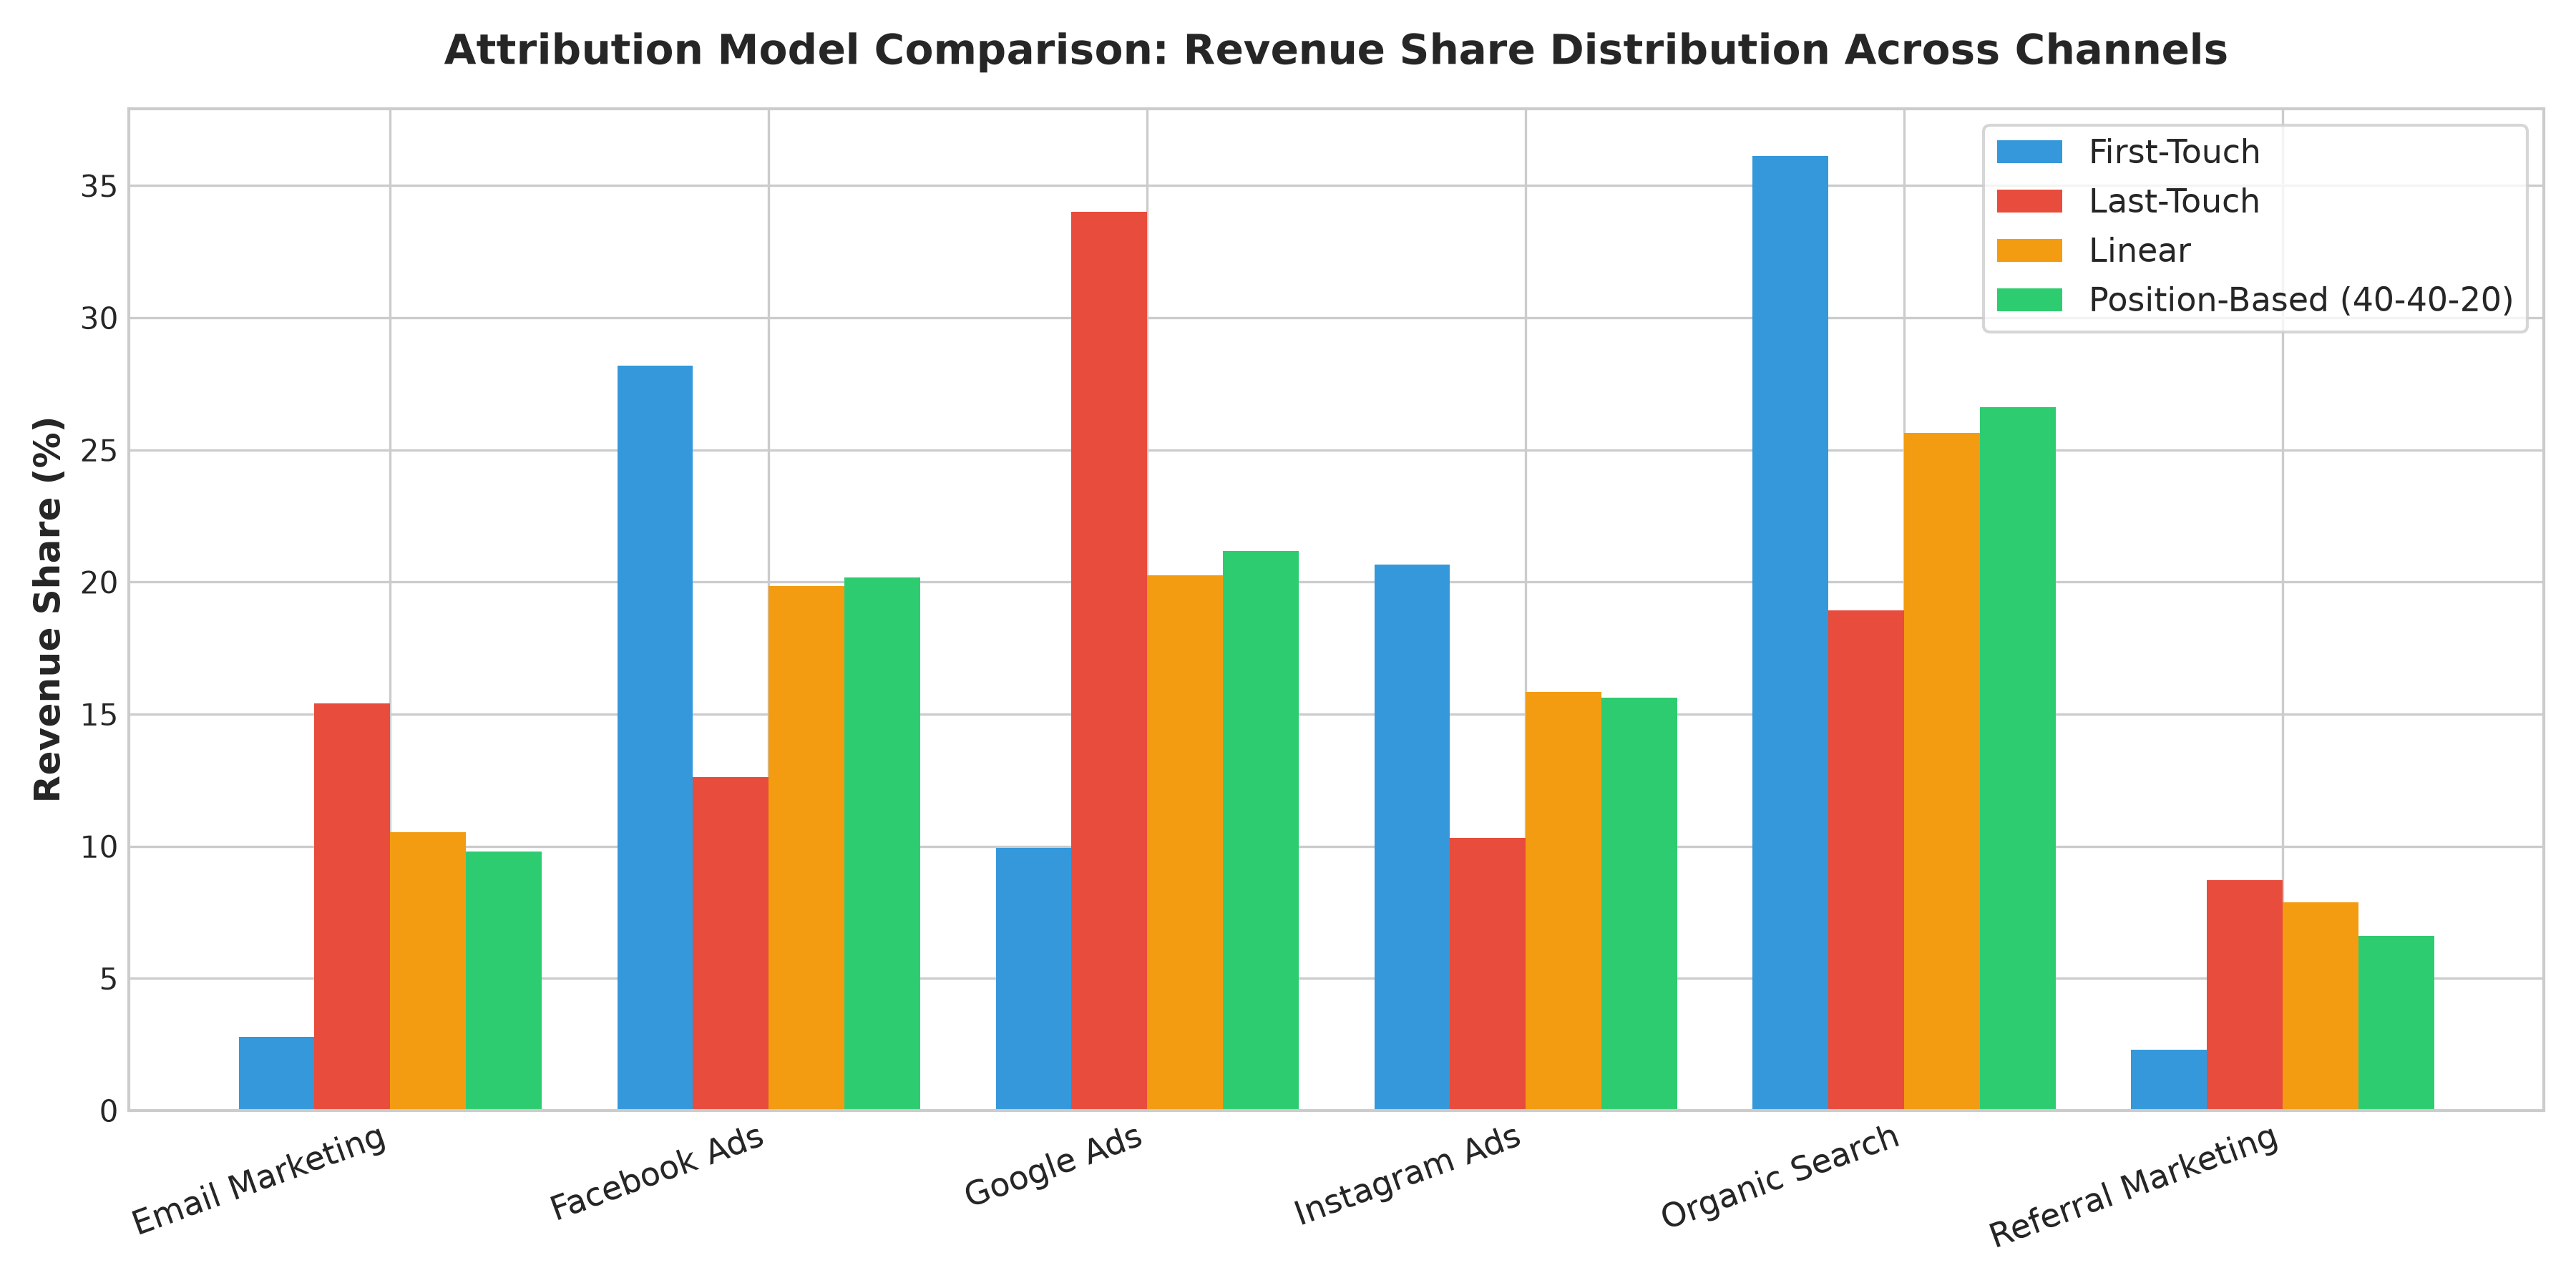 Attribution Model Comparison: Revenue Share Distribution Across Channels
Revenue Share (%)
35
30
25
20
15
10
5
0
First-Touch
Last-Touch
Linear
Position-Based (40-40-20)
Email Marketing
Facebook Ads
Google Ads
Instagram Ads
Organic Search
Referral Marketing